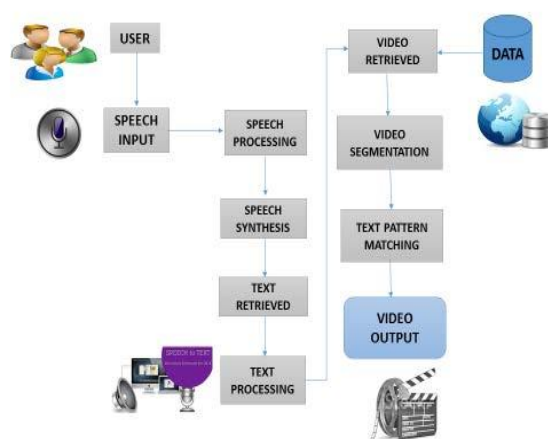 USER
SPEECH
INPUT
SPEECH
PROCESSING
SPEECH
SYNTHESIS
TEXT
RETRIEVED
TEXT
PROCESSING
SPEECH to TEXT
VIDEO
RETRIEVED
DATA
VIDEO
SEGMENTATION
TEXT PATTERN
MATCHING
VIDEO
OUTPUT